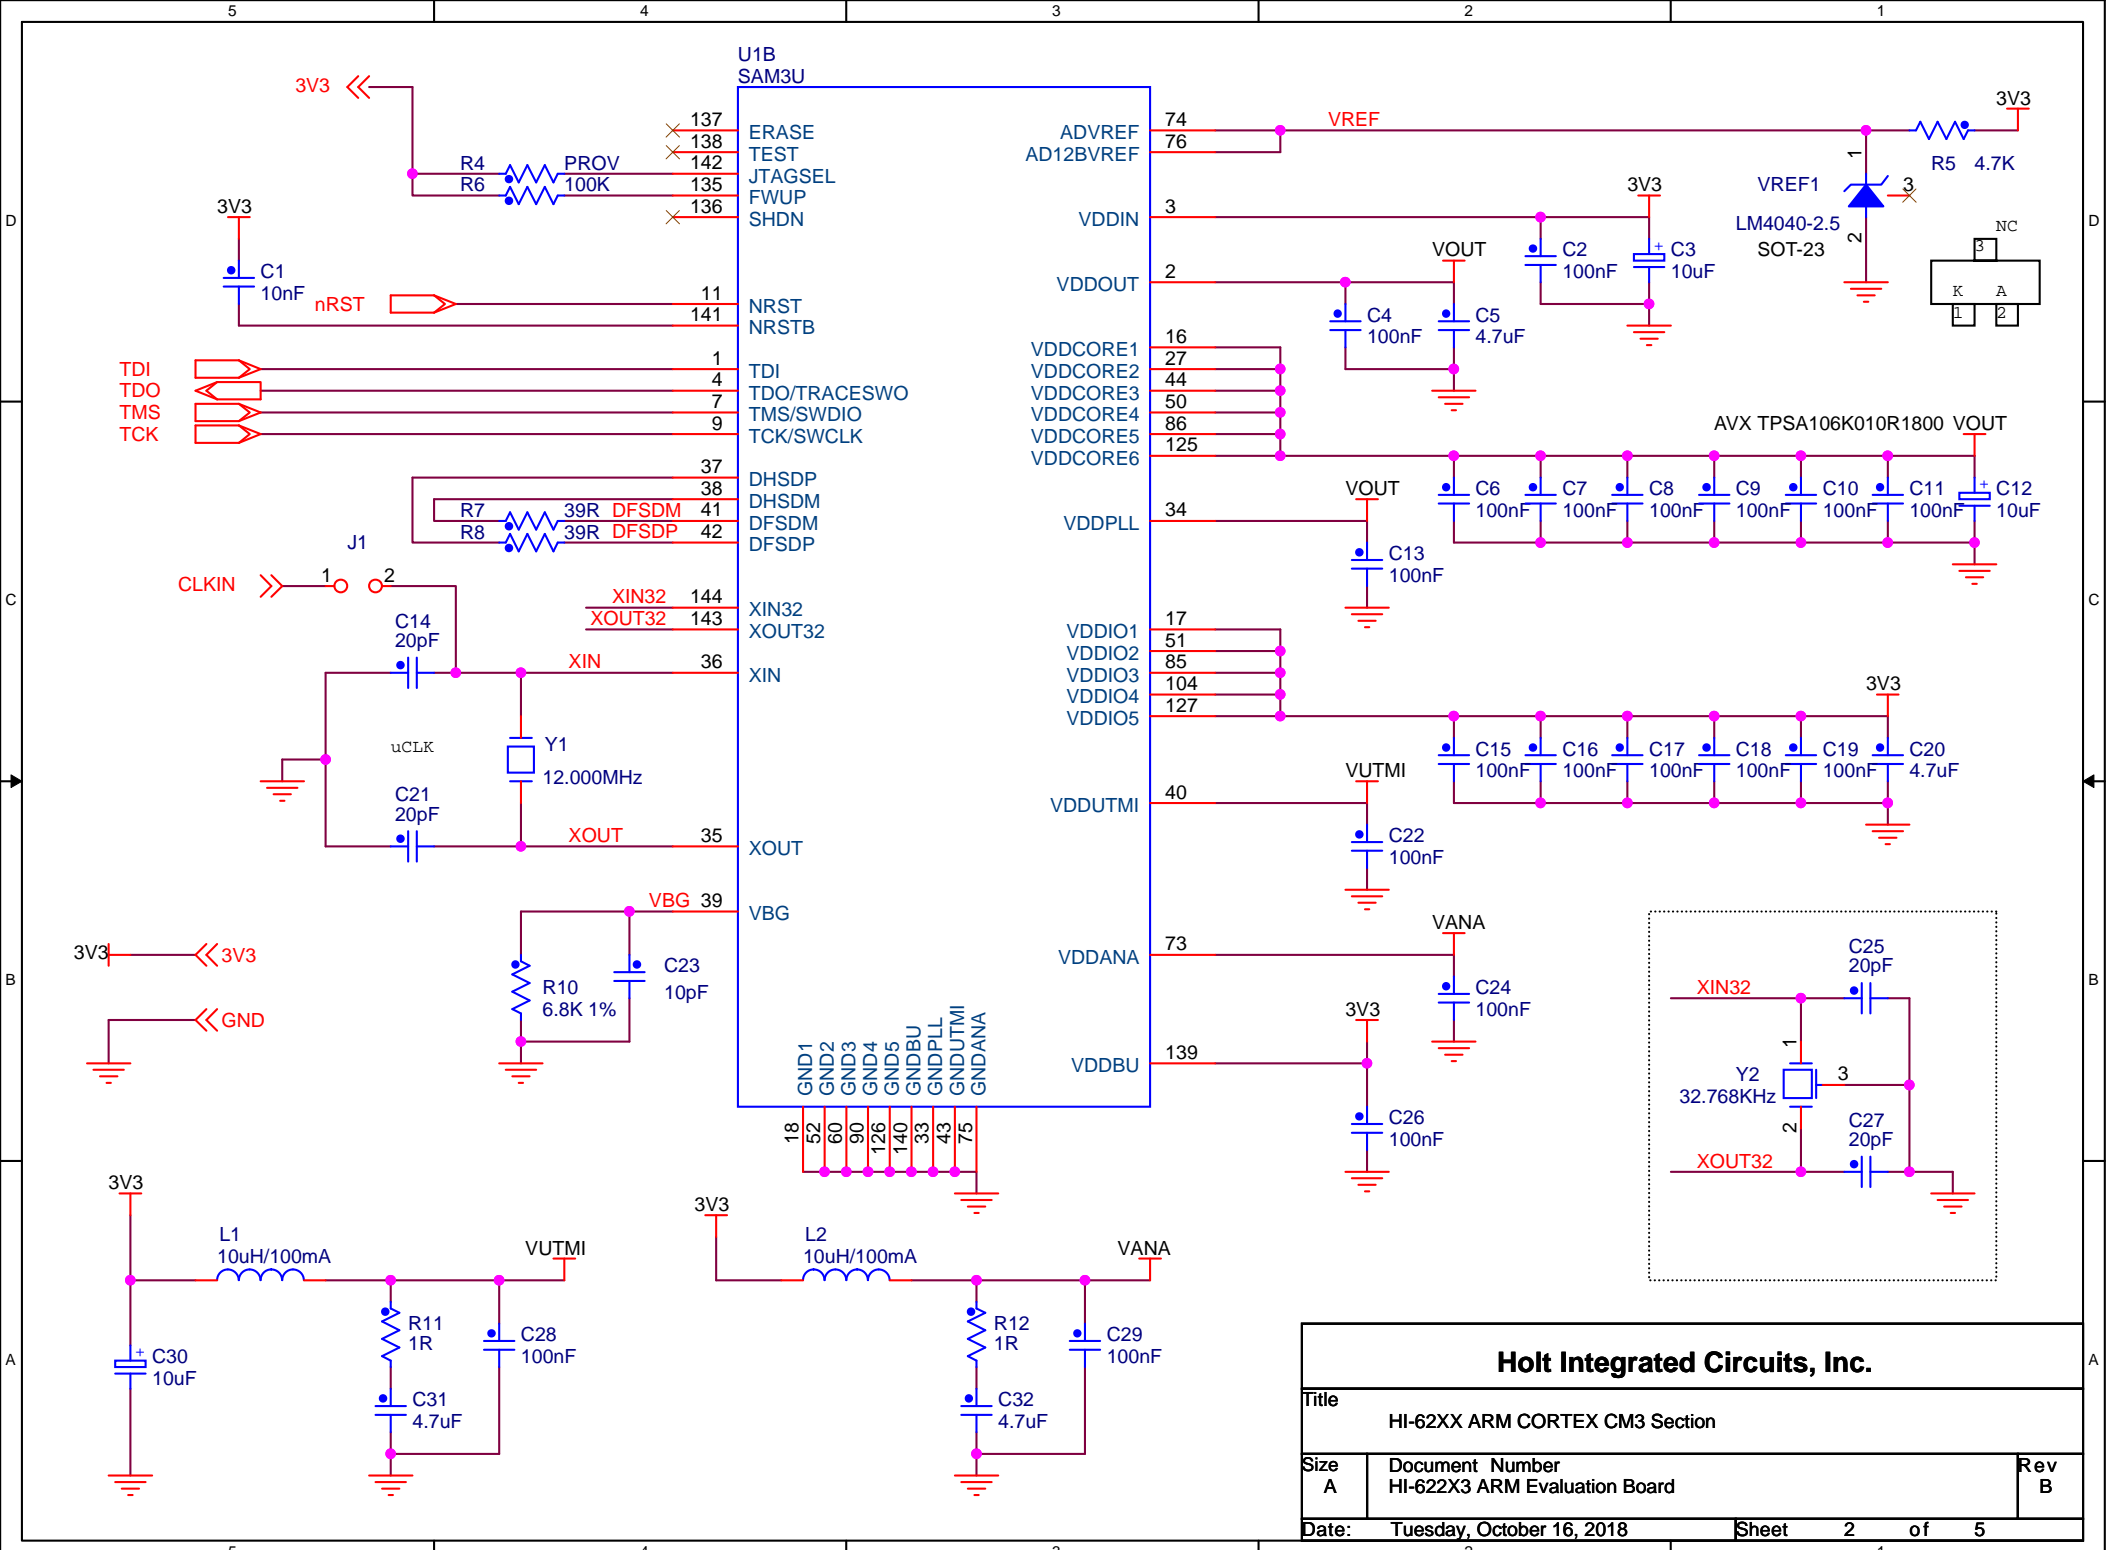 5 4 3 2 1
U1B
SAM3U
3V3
137 ERASE
138 TEST
R4 PROV 142 JTAGSEL
R6 100K 135 FWUP
136 SHDN
3V3
C1
10nF
nRST 11 NRST
141 NRSTB
TDI 1 TDI
TDO 4 TDO/TRACESWO
TMS 7 TMS/SWDIO
TCK 9 TCK/SWCLK
37 DHSDP
38 DHSDM
R7 39R DFSDM 41 DFSDM
R8 39R DFSDP 42 DFSDP
J1
CLKIN 1 2
XIN32 144 XIN32
XOUT32 143 XOUT32
C14
20pF
XIN 36 XIN
uCLK
Y1
12.000MHz
C21
20pF
XOUT 35 XOUT
VBG 39 VBG
R10
6.8K 1%
C23
10pF
3V3 3V3
GND
ADVREF 74 VREF
AD12BVREF 76
3V3
R5 4.7K
1
VREF1 3
LM4040-2.5
SOT-23
2
NC
3
K A
1 2
VDDIN 3
3V3
C2
100nF
+ C3
10uF
VDDOUT 2
VOUT
C4
100nF
C5
4.7uF
VDDCORE1 16
VDDCORE2 27
VDDCORE3 44
VDDCORE4 50
VDDCORE5 86
VDDCORE6 125
AVX TPSA106K010R1800 VOUT
C6
100nF
C7
100nF
C8
100nF
C9
100nF
C10
100nF
C11
100nF
+ C12
10uF
VDDPLL 34
VOUT
C13
100nF
VDDIO1 17
VDDIO2 51
VDDIO3 85
VDDIO4 104
VDDIO5 127
3V3
C15
100nF
C16
100nF
C17
100nF
C18
100nF
C19
100nF
C20
4.7uF
VDDUTMI 40
VUTMI
C22
100nF
VDDANA 73
VANA
C24
100nF
VDDBU 139
3V3
C26
100nF
GND1 GND2 GND3 GND4 GND5 GNDBU GNDPLL GNDUTMI GNDANA
18 52 60 90 126 140 33 43 75
XIN32
C25
20pF
1
Y2 3
32.768KHz
2
C27
20pF
XOUT32
3V3
L1
10uH/100mA
VUTMI
+ C30
10uF
R11
1R
C28
100nF
C31
4.7uF
3V3
L2
10uH/100mA
VANA
R12
1R
C29
100nF
C32
4.7uF
D D
C C
B B
A A
Holt Integrated Circuits, Inc.
Title
HI-62XX ARM CORTEX CM3 Section
Size Document Number Rev
A HI-622X3 ARM Evaluation Board B
Date: Tuesday, October 16, 2018 Sheet 2 of 5